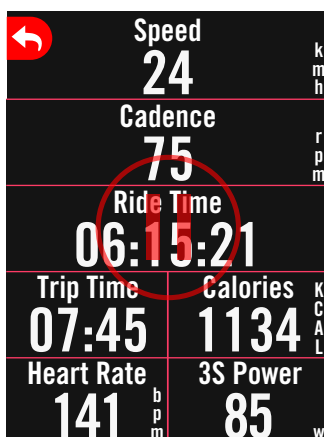 Speed
24 kmh
Cadence
75 rpm
Ride Time
06:15:21
Trip Time Calories
07:45 1134 KCAL
Heart Rate 3S Power
141 bpm 85 w